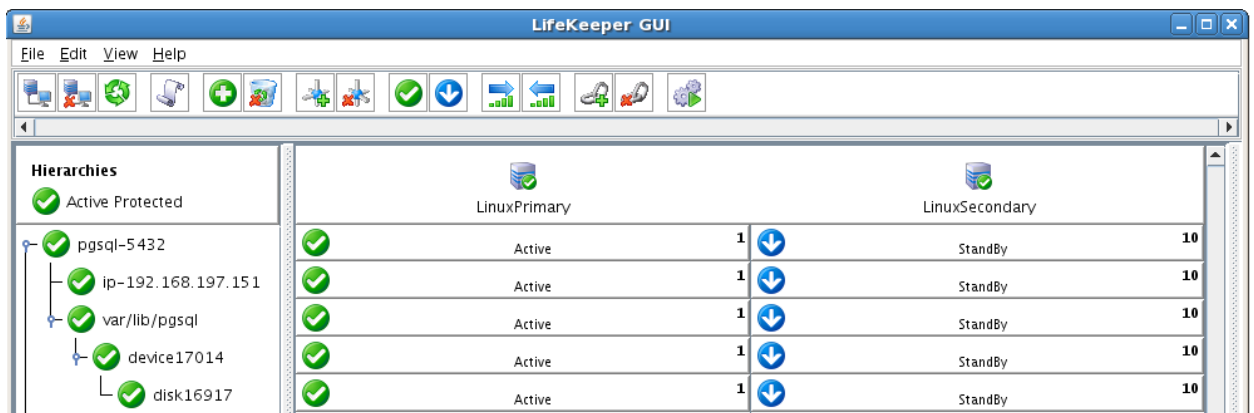 LifeKeeper GUI
File Edit View Help
Hierarchies
Active Protected
LinuxPrimary LinuxSecondary
pgsql-5432 Active 1 StandBy 10
ip-192.168.197.151 Active 1 StandBy 10
var/lib/pgsql Active 1 StandBy 10
device17014 Active 1 StandBy 10
disk16917 Active 1 StandBy 10